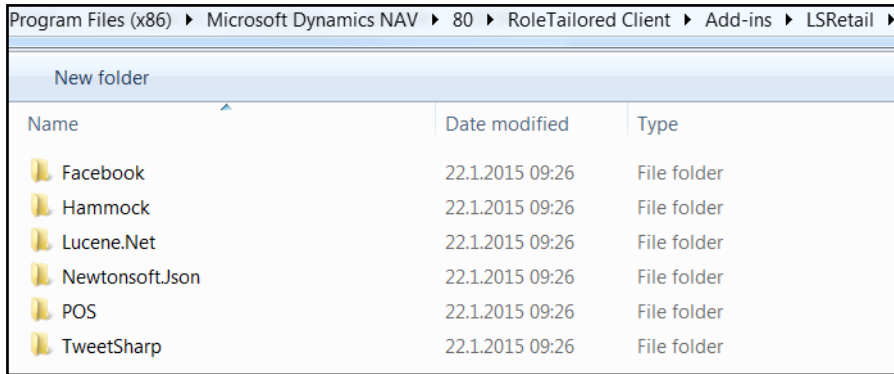 Program Files (x86) ▸ Microsoft Dynamics NAV ▸ 80 ▸ RoleTailored Client ▸ Add-ins ▸ LSRetail ▸
New folder
Name Date modified Type
Facebook 22.1.2015 09:26 File folder
Hammock 22.1.2015 09:26 File folder
Lucene.Net 22.1.2015 09:26 File folder
Newtonsoft.Json 22.1.2015 09:26 File folder
POS 22.1.2015 09:26 File folder
TweetSharp 22.1.2015 09:26 File folder